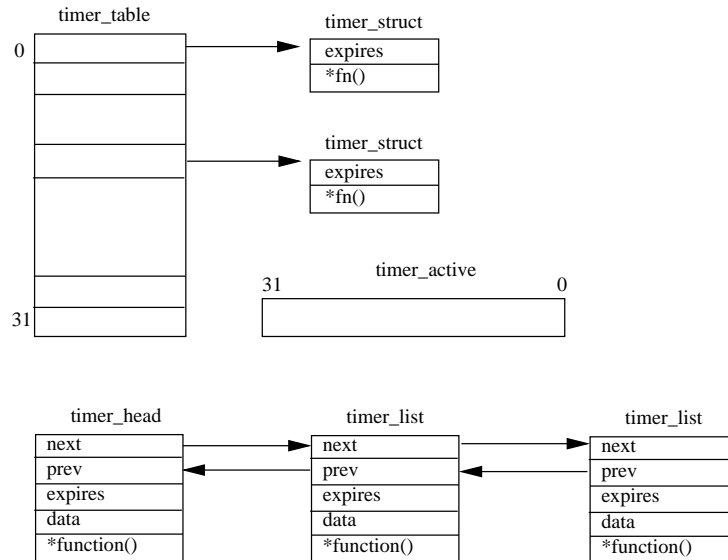 timer_table
0
31
timer_struct
expires
*fn()
timer_struct
expires
*fn()
timer_active
31 0
timer_head
next
prev
expires
data
*function()
timer_list
next
prev
expires
data
*function()
timer_list
next
prev
expires
data
*function()